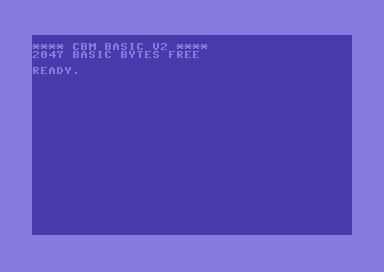 **** CBM BASIC V2 ****
2047 BASIC BYTES FREE
READY.